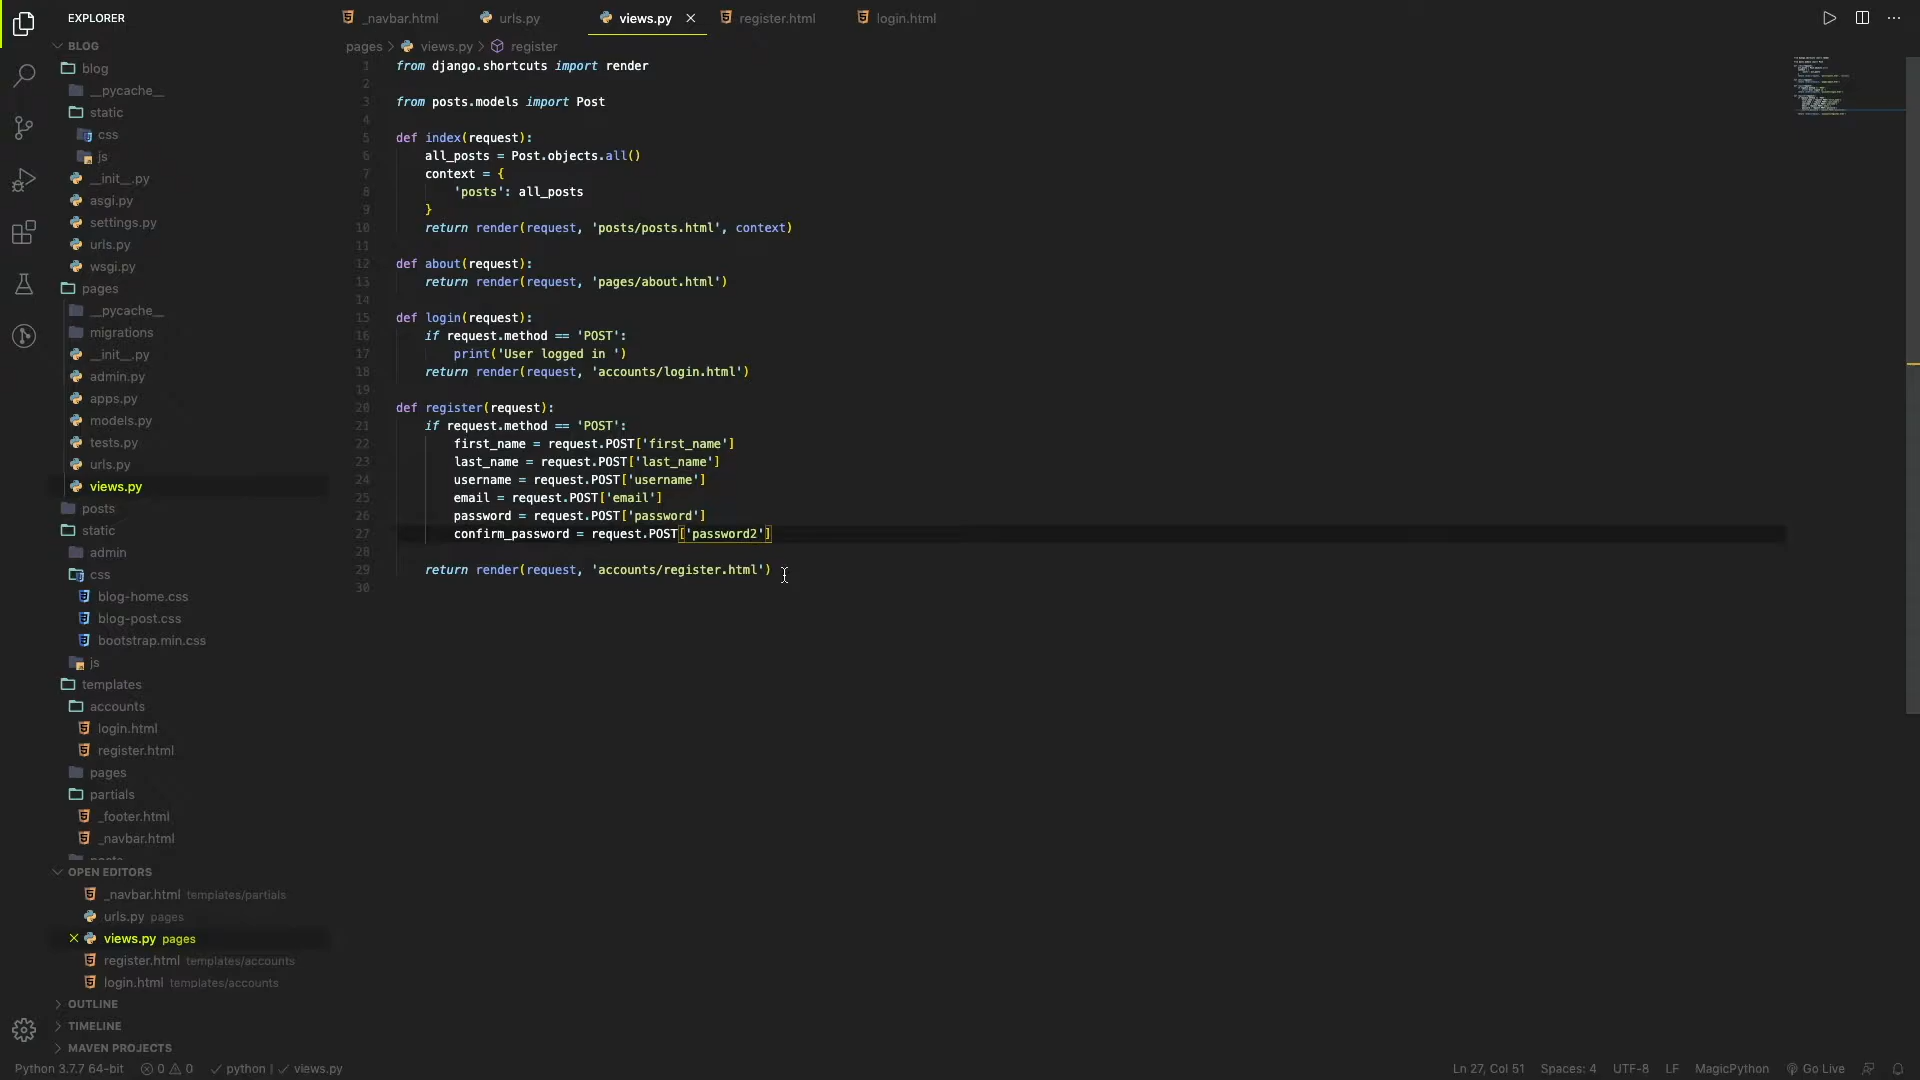 EXPLORER
BLOG
blog
__pycache__
static
css
js
__init__.py
asgi.py
settings.py
urls.py
wsgi.py
pages
__pycache__
migrations
__init__.py
admin.py
apps.py
models.py
tests.py
urls.py
views.py
posts
static
admin
css
blog-home.css
blog-post.css
bootstrap.min.css
js
templates
accounts
login.html
register.html
pages
partials
_footer.html
_navbar.html
OPEN EDITORS
_navbar.html templates/partials
urls.py pages
views.py pages
register.html templates/accounts
login.html templates/accounts
OUTLINE
TIMELINE
MAVEN PROJECTS
_navbar.html urls.py views.py register.html login.html
pages > views.py > register
1 from django.shortcuts import render
2
3 from posts.models import Post
4
5 def index(request):
6 all_posts = Post.objects.all()
7 context = {
8 'posts': all_posts
9 }
10 return render(request, 'posts/posts.html', context)
11
12 def about(request):
13 return render(request, 'pages/about.html')
14
15 def login(request):
16 if request.method == 'POST':
17 print('User logged in ')
18 return render(request, 'accounts/login.html')
19
20 def register(request):
21 if request.method == 'POST':
22 first_name = request.POST['first_name']
23 last_name = request.POST['last_name']
24 username = request.POST['username']
25 email = request.POST['email']
26 password = request.POST['password']
27 confirm_password = request.POST['password2']
28
29 return render(request, 'accounts/register.html')
30
Python 3.7.7 64-bit 0 0 python | views.py Ln 27, Col 51 Spaces: 4 UTF-8 LF MagicPython Go Live